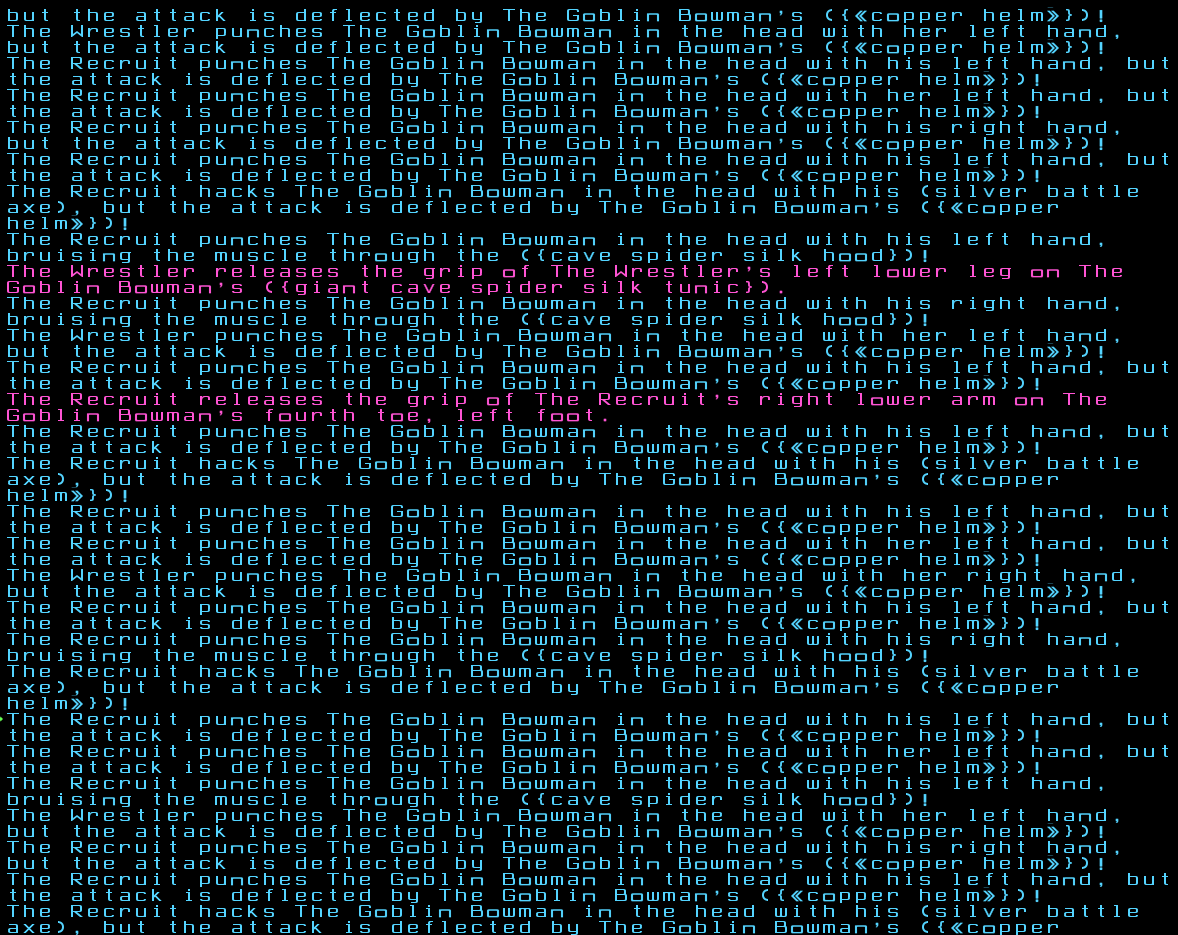 but the attack is deflected by The Goblin Bowman's ({«copper helm»})!
The Wrestler punches The Goblin Bowman in the head with her left hand,
but the attack is deflected by The Goblin Bowman's ({«copper helm»})!
The Recruit punches The Goblin Bowman in the head with his left hand, but
the attack is deflected by The Goblin Bowman's ({«copper helm»})!
The Recruit punches The Goblin Bowman in the head with her left hand, but
the attack is deflected by The Goblin Bowman's ({«copper helm»})!
The Recruit punches The Goblin Bowman in the head with his right hand,
but the attack is deflected by The Goblin Bowman's ({«copper helm»})!
The Recruit punches The Goblin Bowman in the head with his left hand, but
the attack is deflected by The Goblin Bowman's ({«copper helm»})!
The Recruit hacks The Goblin Bowman in the head with his (silver battle
axe), but the attack is deflected by The Goblin Bowman's ({«copper
helm»})!
The Recruit punches The Goblin Bowman in the head with his left hand,
bruising the muscle through the ({cave spider silk hood})!
The Wrestler releases the grip of The Wrestler's left lower leg on The
Goblin Bowman's ({giant cave spider silk tunic}).
The Recruit punches The Goblin Bowman in the head with his right hand,
bruising the muscle through the ({cave spider silk hood})!
The Wrestler punches The Goblin Bowman in the head with her left hand,
but the attack is deflected by The Goblin Bowman's ({«copper helm»})!
The Recruit punches The Goblin Bowman in the head with his left hand, but
the attack is deflected by The Goblin Bowman's ({«copper helm»})!
The Recruit releases the grip of The Recruit's right lower arm on The
Goblin Bowman's fourth toe, left foot.
The Recruit punches The Goblin Bowman in the head with his left hand, but
the attack is deflected by The Goblin Bowman's ({«copper helm»})!
The Recruit hacks The Goblin Bowman in the head with his (silver battle
axe), but the attack is deflected by The Goblin Bowman's ({«copper
helm»})!
The Recruit punches The Goblin Bowman in the head with his left hand, but
the attack is deflected by The Goblin Bowman's ({«copper helm»})!
The Recruit punches The Goblin Bowman in the head with her left hand, but
the attack is deflected by The Goblin Bowman's ({«copper helm»})!
The Wrestler punches The Goblin Bowman in the head with her right hand,
but the attack is deflected by The Goblin Bowman's ({«copper helm»})!
The Recruit punches The Goblin Bowman in the head with his left hand, but
the attack is deflected by The Goblin Bowman's ({«copper helm»})!
The Recruit punches The Goblin Bowman in the head with his right hand,
bruising the muscle through the ({cave spider silk hood})!
The Recruit hacks The Goblin Bowman in the head with his (silver battle
axe), but the attack is deflected by The Goblin Bowman's ({«copper
helm»})!
The Recruit punches The Goblin Bowman in the head with his left hand, but
the attack is deflected by The Goblin Bowman's ({«copper helm»})!
The Recruit punches The Goblin Bowman in the head with her left hand, but
the attack is deflected by The Goblin Bowman's ({«copper helm»})!
The Recruit punches The Goblin Bowman in the head with his left hand,
bruising the muscle through the ({cave spider silk hood})!
The Wrestler punches The Goblin Bowman in the head with her left hand,
but the attack is deflected by The Goblin Bowman's ({«copper helm»})!
The Recruit punches The Goblin Bowman in the head with his right hand,
but the attack is deflected by The Goblin Bowman's ({«copper helm»})!
The Recruit punches The Goblin Bowman in the head with his left hand, but
the attack is deflected by The Goblin Bowman's ({«copper helm»})!
The Recruit hacks The Goblin Bowman in the head with his (silver battle
axe), but the attack is deflected by The Goblin Bowman's ({«copper